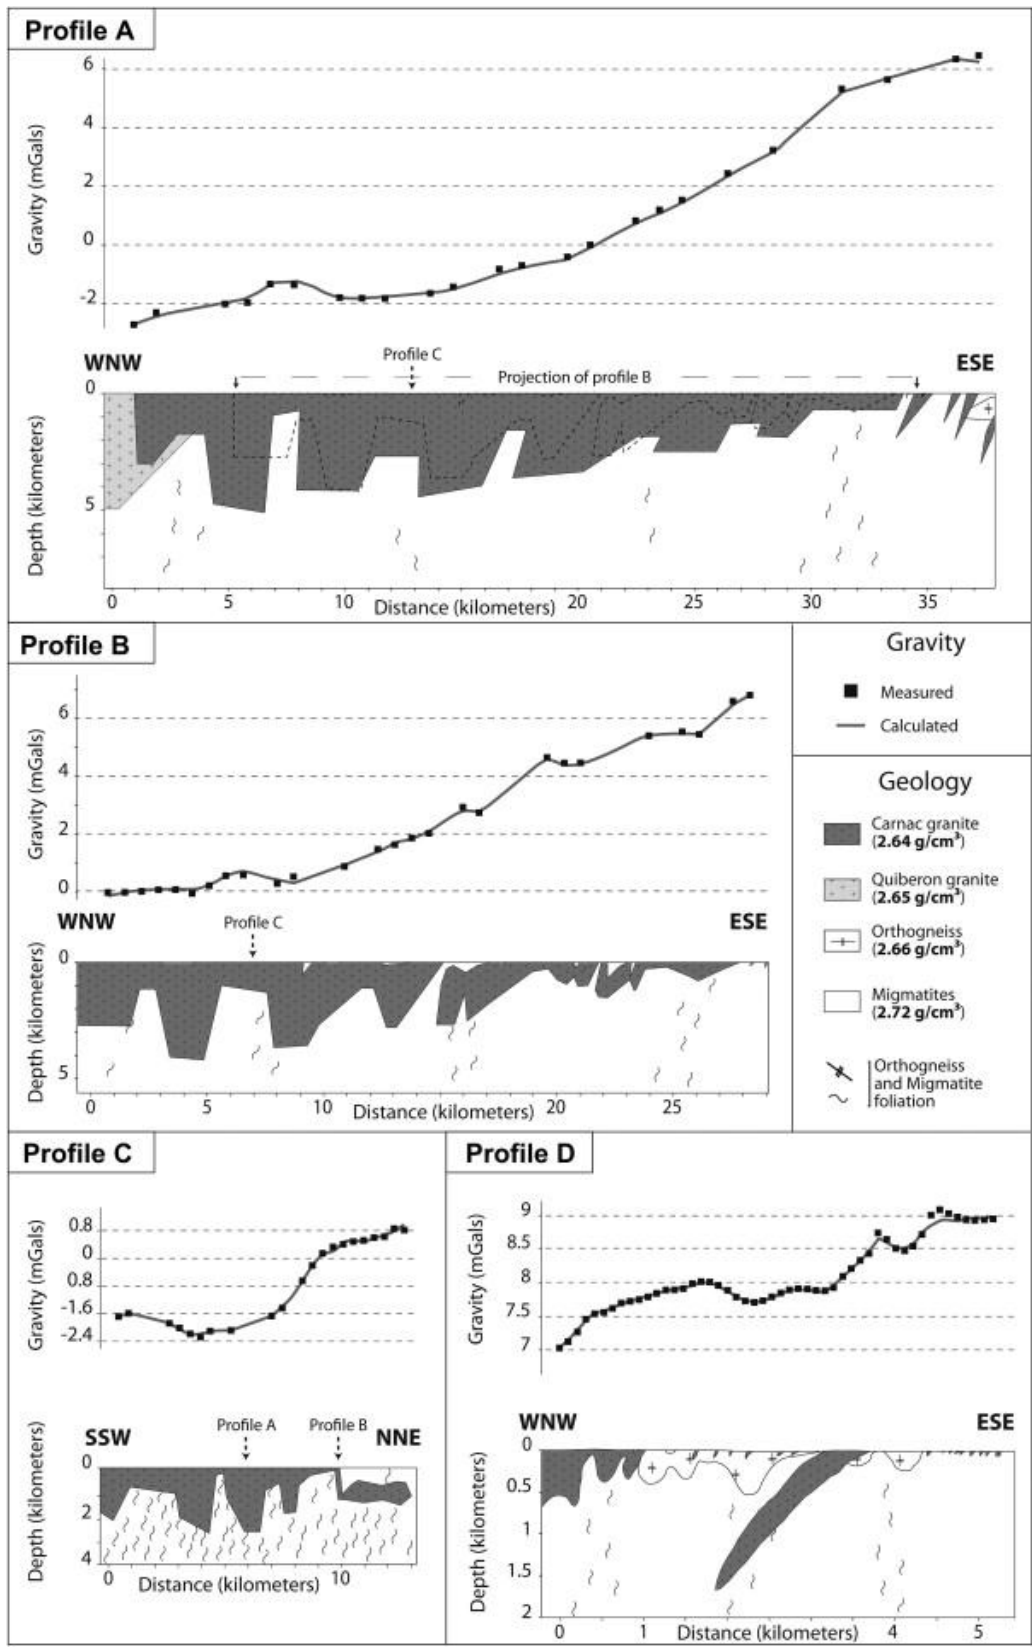 Profile A
6
4
2
0
-2
Gravity (mGals)
WNW
Profile C
ESE
Projection of profile B
0
5
Depth (kilometers)
0 5 10 20 25 30 35
Distance (kilometers)
Profile B
6
4
2
0
Gravity (mGals)
WNW
Profile C
ESE
0
5
Depth (kilometers)
0 5 10 20 25
Distance (kilometers)
Gravity
Measured
Calculated
Geology
Carnac granite
(2.64 g/cm³)
Quiberon granite
(2.65 g/cm³)
Orthogneiss
(2.66 g/cm³)
Migmatites
(2.72 g/cm³)
Orthogneiss
and Migmatite
foliation
Profile C
0.8
0
0.8
-1.6
-2.4
Gravity (mGals)
SSW
Profile A
Profile B
NNE
0
2
4
Depth (kilometers)
0 10
Distance (kilometers)
Profile D
9
8.5
8
7.5
7
Gravity (mGals)
WNW
ESE
0
0.5
1
1.5
2
Depth (kilometers)
0 1 4 5
Distance (kilometers)